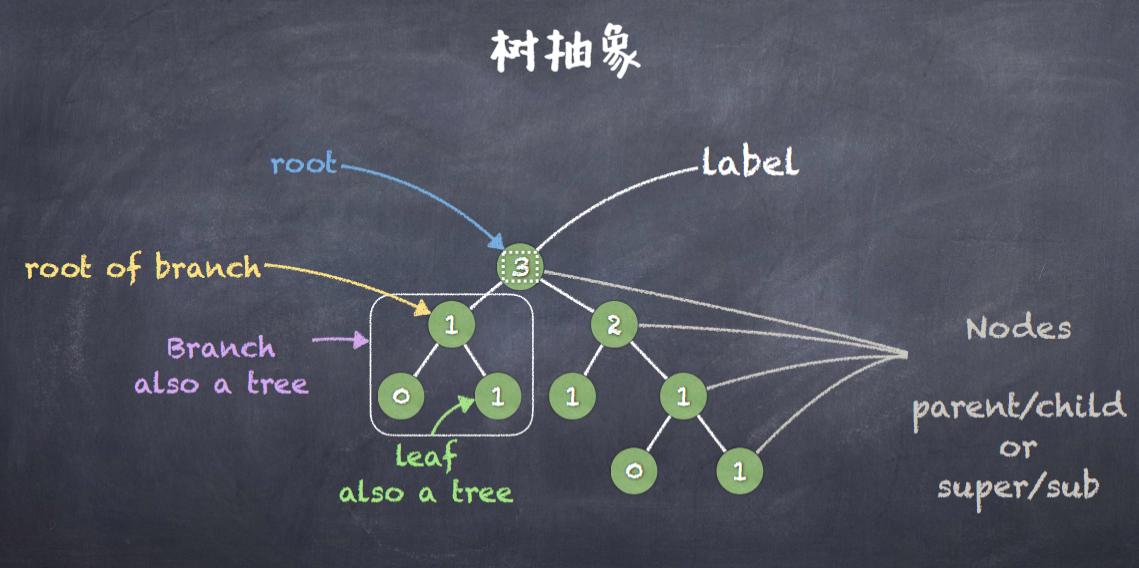 树抽象
root
label
3
root of branch
1
2
Nodes
Branch
also a tree
0
1
1
1
parent/child
or
super/sub
leaf
also a tree
0
1